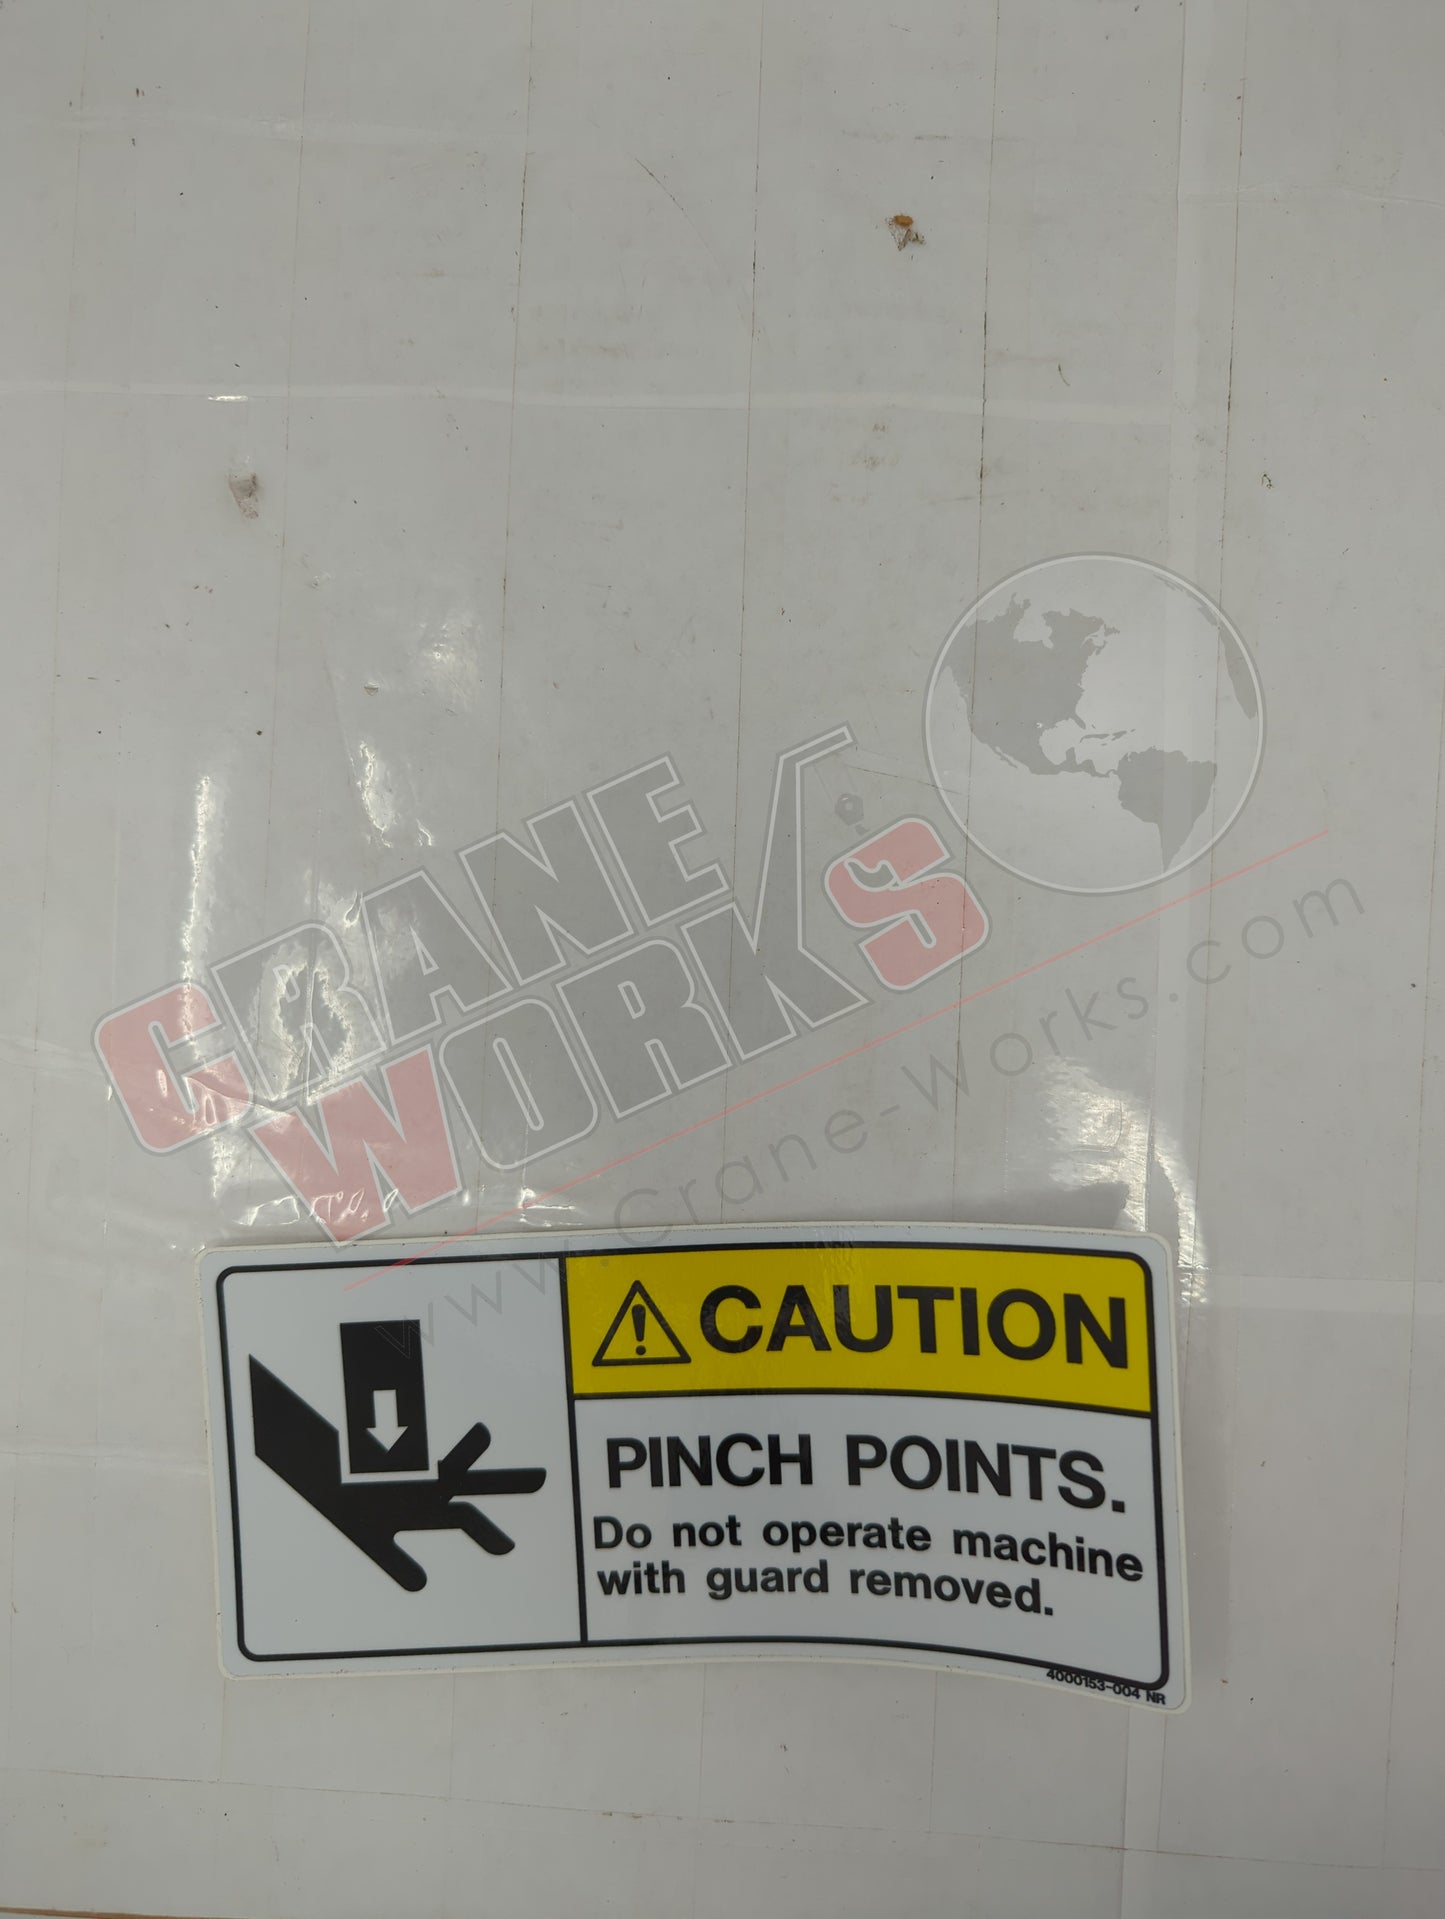 CRANE
WORKS
www.Crane-Works.com
CAUTION
PINCH POINTS.
Do not operate machine
with guard removed.
4000153-004 NR